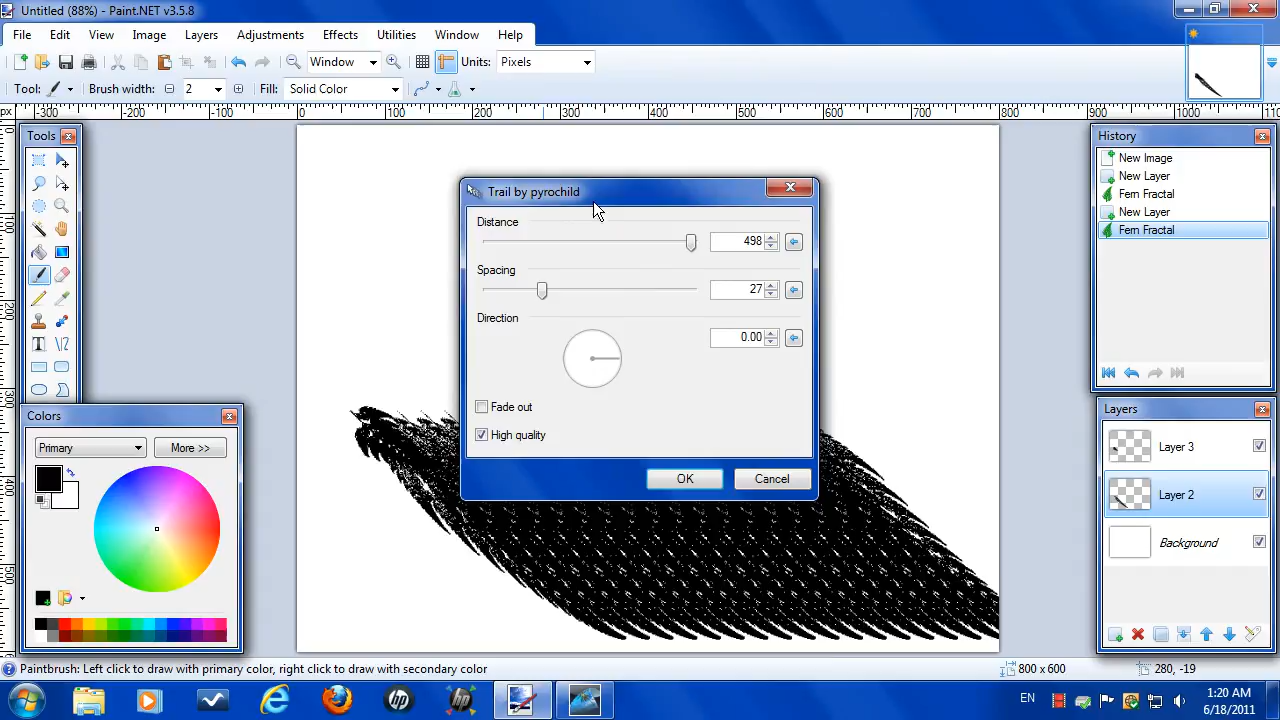 Untitled (88%) - Paint.NET v3.5.8
File Edit View Image Layers Adjustments Effects Utilities Window Help
Window Units: Pixels
Tool: Brush width: 2 Fill: Solid Color
px -300 -200 -100 0 100 200 300 400 500 600 700 800 900 1000
Tools
Trail by pyrochild
Distance
498
Spacing
27
Direction
0.00
Fade out
High quality
OK Cancel
History
New Image
New Layer
Fern Fractal
New Layer
Fern Fractal
Colors
Primary More >>
Layers
Layer 3
Layer 2
Background
Paintbrush: Left click to draw with primary color, right click to draw with secondary color
800 x 600 280, -19
EN 1:20 AM
6/18/2011